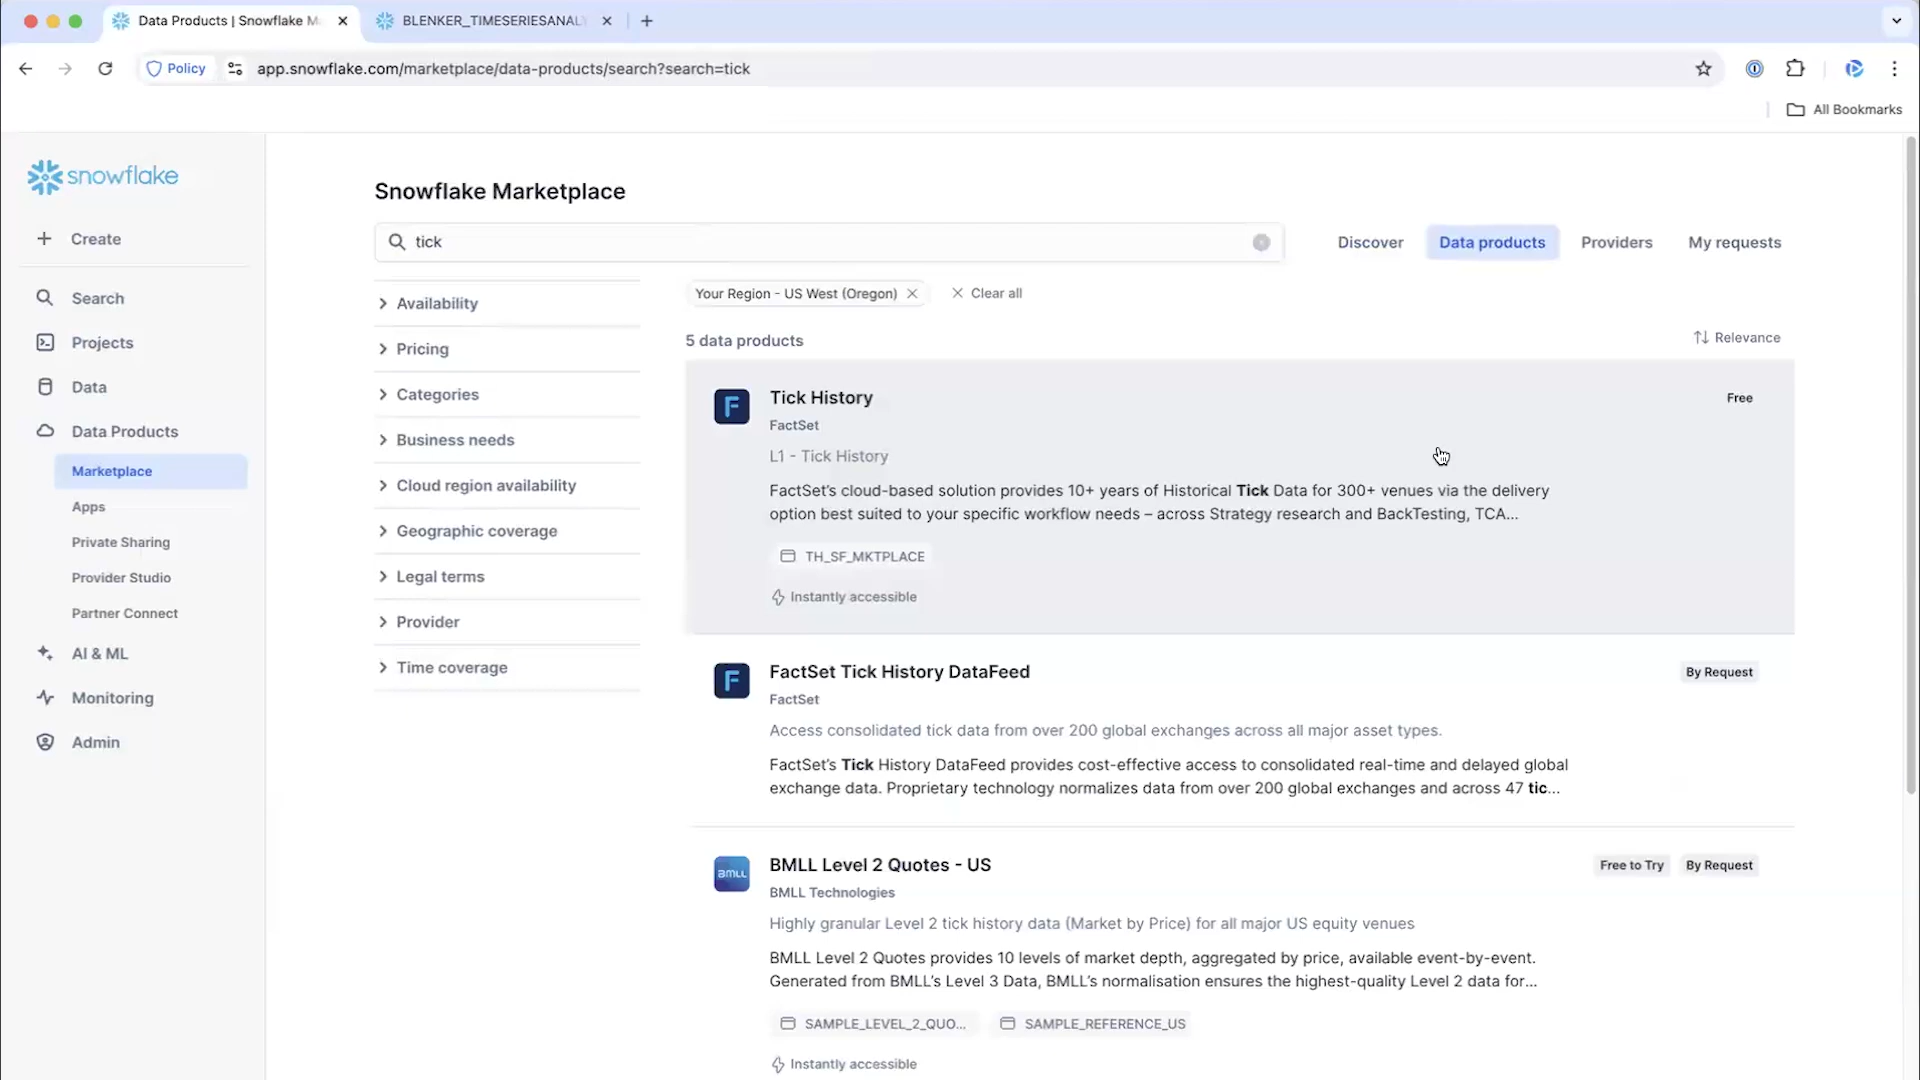 Data Products | Snowflake M
BLENKER_TIMESERIESANAL
Policy
app.snowflake.com/marketplace/data-products/search?search=tick
All Bookmarks
snowflake
Create
Search
Projects
Data
Data Products
Marketplace
Apps
Private Sharing
Provider Studio
Partner Connect
AI & ML
Monitoring
Admin
Snowflake Marketplace
tick
Discover
Data products
Providers
My requests
Availability
Pricing
Categories
Business needs
Cloud region availability
Geographic coverage
Legal terms
Provider
Time coverage
Your Region - US West (Oregon)
Clear all
5 data products
Relevance
F
Tick History
Free
FactSet
L1 - Tick History
FactSet's cloud-based solution provides 10+ years of Historical Tick Data for 300+ venues via the delivery
option best suited to your specific workflow needs – across Strategy research and BackTesting, TCA...
TH_SF_MKTPLACE
Instantly accessible
F
FactSet Tick History DataFeed
By Request
FactSet
Access consolidated tick data from over 200 global exchanges across all major asset types.
FactSet's Tick History DataFeed provides cost-effective access to consolidated real-time and delayed global
exchange data. Proprietary technology normalizes data from over 200 global exchanges and across 47 tic...
BMLL
BMLL Level 2 Quotes - US
Free to Try
By Request
BMLL Technologies
Highly granular Level 2 tick history data (Market by Price) for all major US equity venues
BMLL Level 2 Quotes provides 10 levels of market depth, aggregated by price, available event-by-event.
Generated from BMLL's Level 3 Data, BMLL's normalisation ensures the highest-quality Level 2 data for...
SAMPLE_LEVEL_2_QUO...
SAMPLE_REFERENCE_US
Instantly accessible